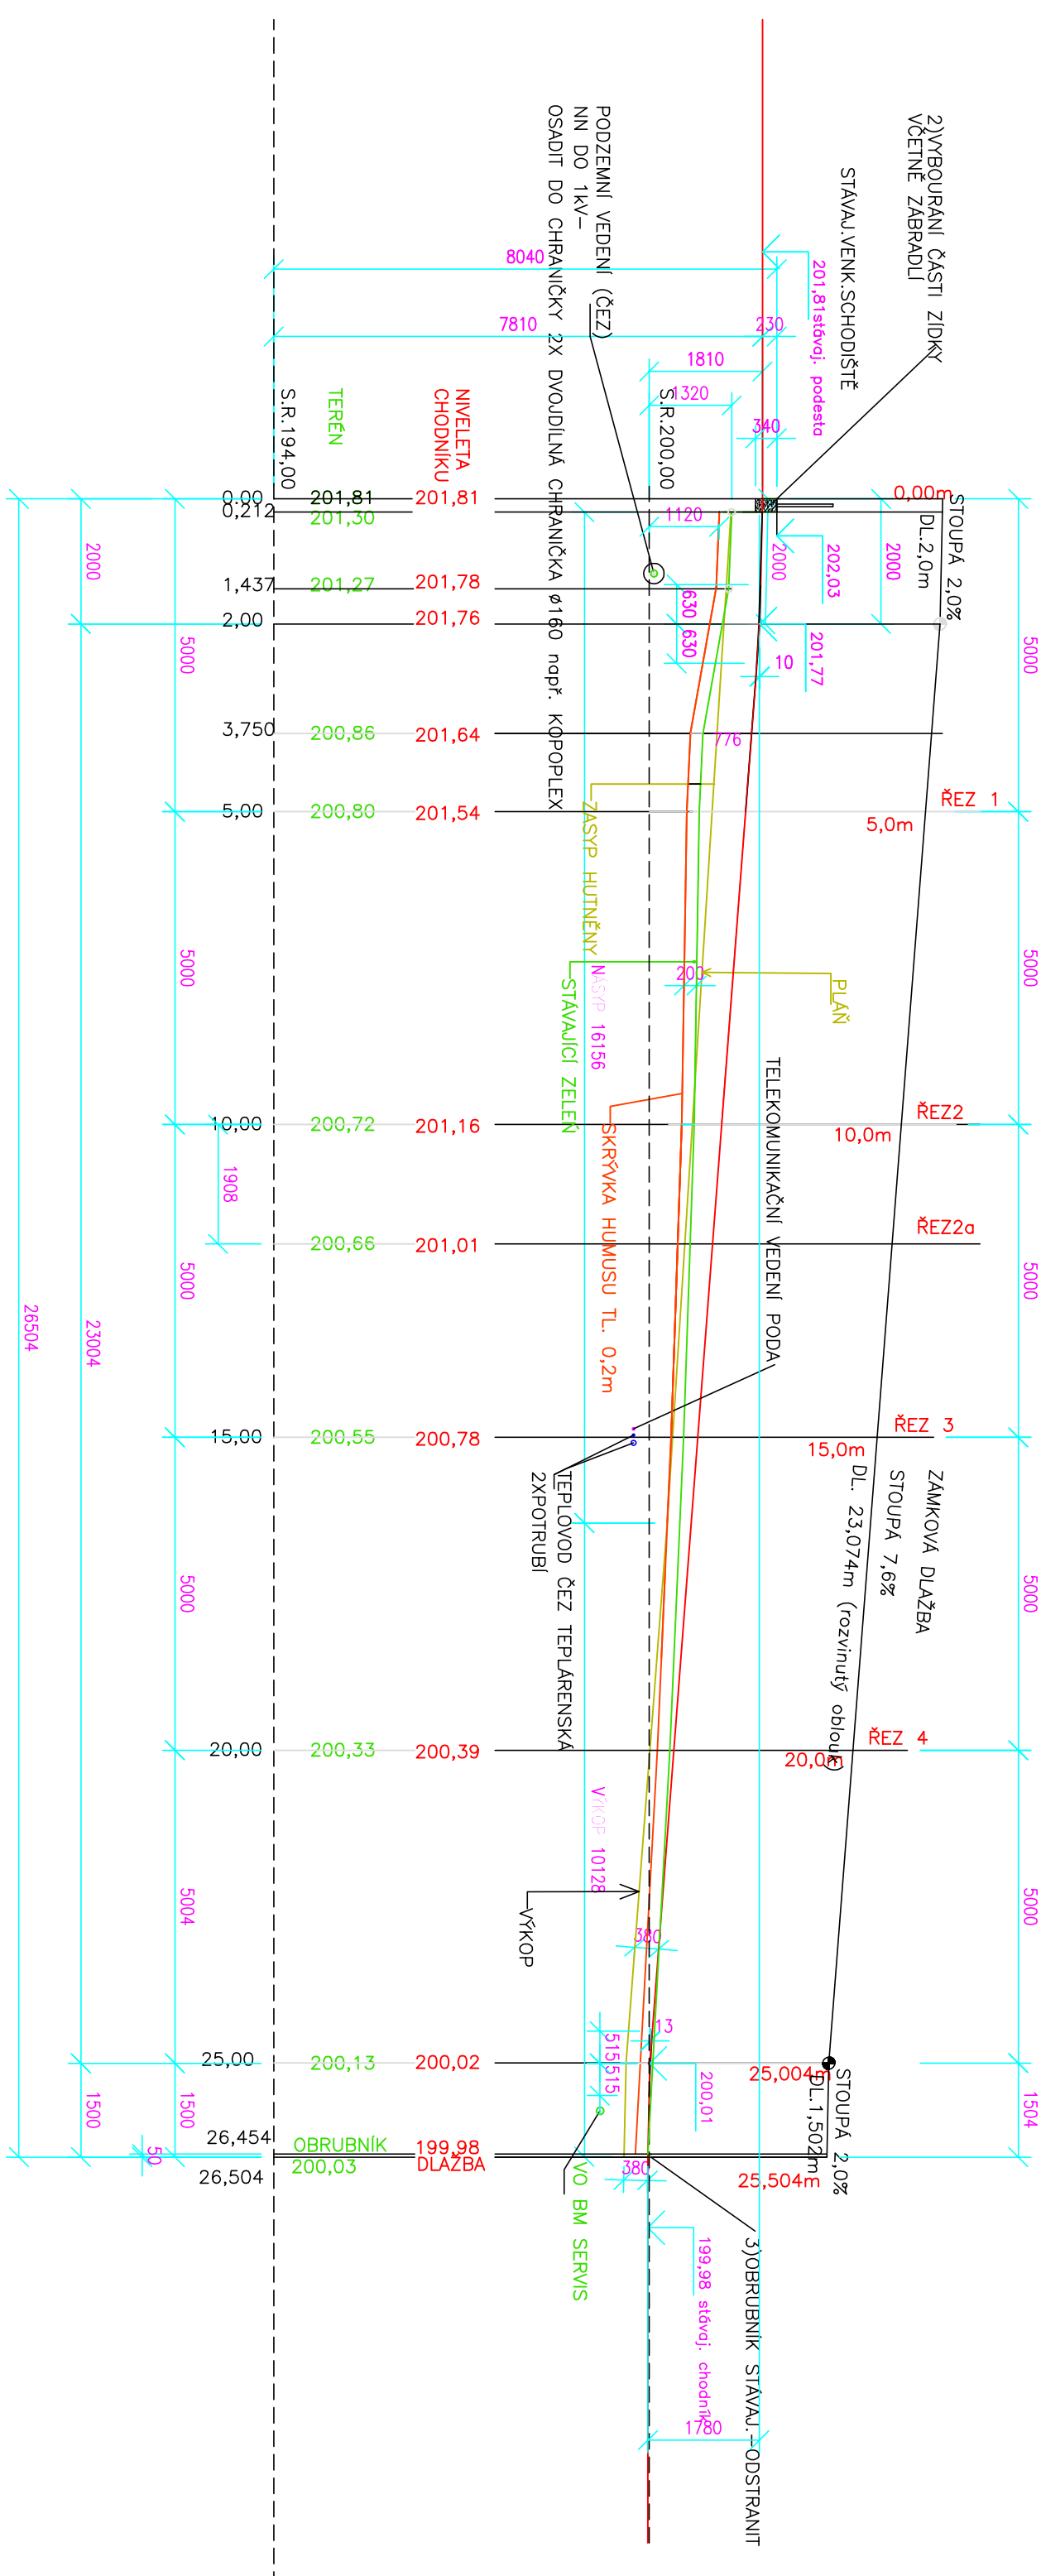 2)VYBOURÁNÍ ČÁSTI ZÍDKY
VČETNĚ ZÁBRADLÍ
STÁVAJ.VENK.SCHODIŠTĚ
201,81stávaj. podesta
PODZEMNÍ VEDENÍ (ČEZ)
NN DO 1kV–
OSADIT DO CHRANIČKY 2X DVOJDÍLNÁ CHRANIČKA ø160 např. KOPOPLEX
8040
7810
230
1810
1320
340
1120
S.R.200,00
S.R.194,00
TERÉN
NIVELETA
CHODNÍKU
0.00
201,81
201,81
0,00m
0,212
201,30
1,437
201,27
201,78
2,00
201,76
3,750
200,86
201,64
5,00
200,80
201,54
5,0m
ŘEZ 1
10,00
200,72
201,16
10,0m
ŘEZ2
200,66
201,01
ŘEZ2a
15,00
200,55
200,78
15,0m
ŘEZ 3
20,00
200,33
200,39
20,0m
ŘEZ 4
25,00
200,13
200,02
25,004m
26,454
OBRUBNÍK
199,98
DLAŽBA
26,504
200,03
25,504m
STOUPÁ 2,0%
DL.2,0m
2000
2000
202,03
201,77
10
630
630
776
ZÁSYP HUTNĚNY
NÁSYP 16156
STÁVAJÍCÍ ZELEŇ
200
PLÁŇ
SKRÝVKA HUMUSU TL. 0,2m
TELEKOMUNIKAČNÍ VEDENÍ PODA
TEPLOVOD ČEZ TEPLÁRENSKÁ
2XPOTRUBÍ
ZÁMKOVÁ DLAŽBA
STOUPÁ 7,6%
DL. 23,074m (rozvinutý oblouk)
VÝKOP 10128
VÝKOP
380
13
515
515
200,01
STOUPÁ 2,0%
DL.1,502m
380
VO BM SERVIS
199,98 stávaj. chodník
3)OBRUBNÍK STÁVAJ.–ODSTRANIT
1780
5000
5000
5000
5000
5000
1504
2000
5000
5000
5000
5000
5004
1500
1500
50
1908
23004
26504